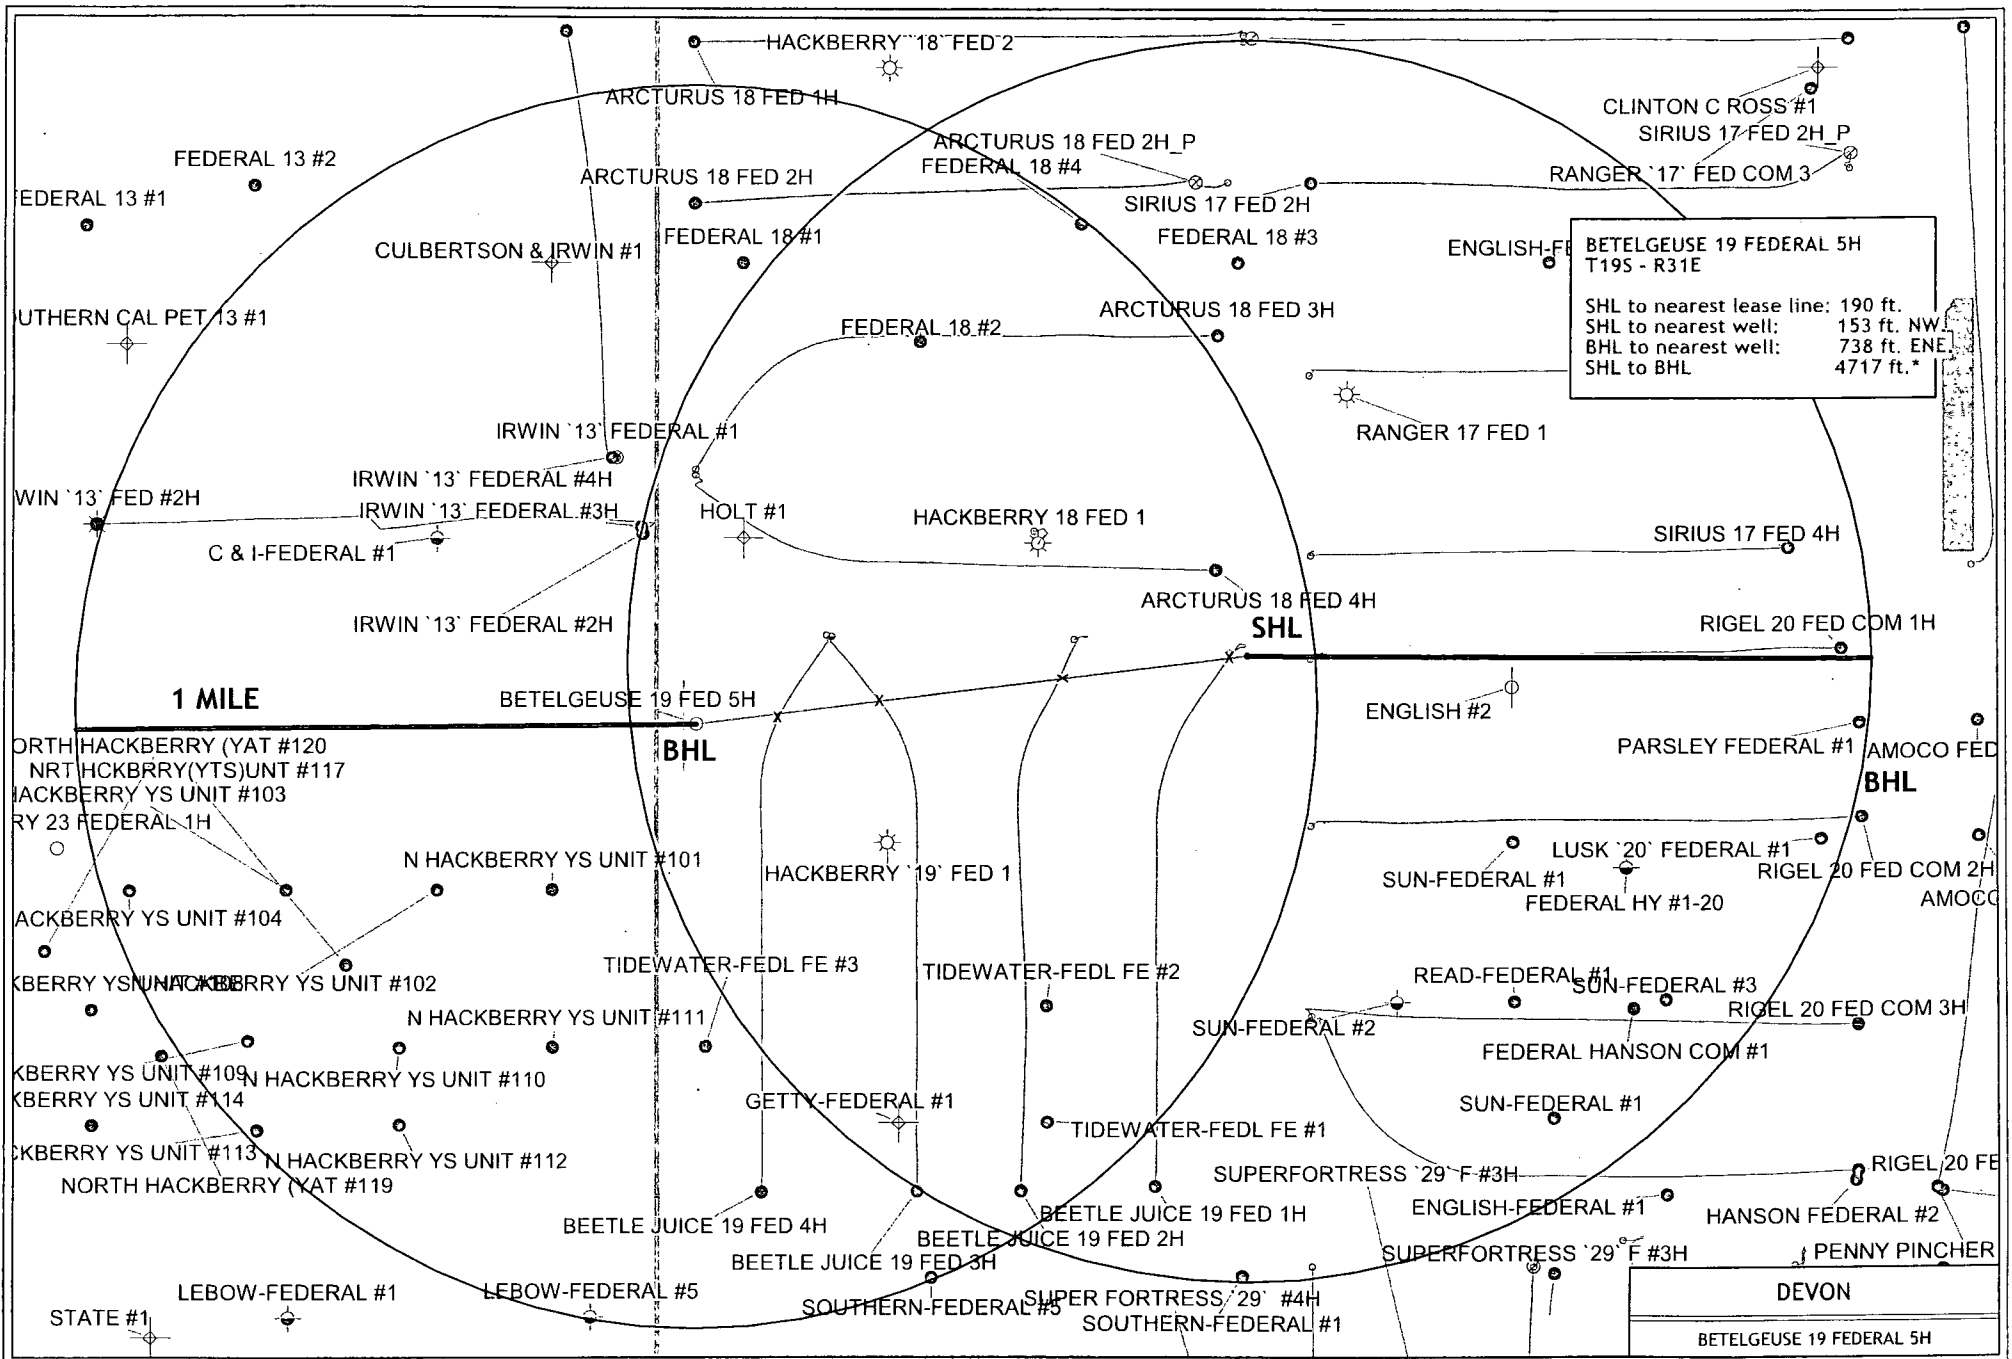 HACKBERRY `18` FED 2
ARCTURUS 18 FED 1H
CLINTON C ROSS #1
SIRIUS 17 FED 2H_P
ARCTURUS 18 FED 2H_P
FEDERAL 13 #2
FEDERAL 18 #4
RANGER `17` FED COM 3
ARCTURUS 18 FED 2H
EDERAL 13 #1
SIRIUS 17 FED 2H
FEDERAL 18 #1
FEDERAL 18 #3
CULBERTSON & IRWIN #1
ENGLISH-FE
BETELGEUSE 19 FEDERAL 5H
T19S - R31E
SHL to nearest lease line: 190 ft.
SHL to nearest well: 153 ft. NW.
BHL to nearest well: 738 ft. ENE.
SHL to BHL 4717 ft.*
UTHERN CAL PET 13 #1
ARCTURUS 18 FED 3H
FEDERAL 18 #2
IRWIN `13` FEDERAL #1
RANGER 17 FED 1
IRWIN `13` FEDERAL #4H
WIN `13` FED #2H
IRWIN `13` FEDERAL #3H
HOLT #1
HACKBERRY 18 FED 1
SIRIUS 17 FED 4H
C & I-FEDERAL #1
ARCTURUS 18 FED 4H
IRWIN `13` FEDERAL #2H
SHL
RIGEL 20 FED COM 1H
1 MILE
BETELGEUSE 19 FED 5H
ENGLISH #2
BHL
ORTH HACKBERRY (YAT #120
PARSLEY FEDERAL #1
AMOCO FED
NRT HCKBRRY(YTS)UNT #117
BHL
HACKBERRY YS UNIT #103
RY 23 FEDERAL 1H
N HACKBERRY YS UNIT #101
LUSK `20` FEDERAL #1
HACKBERRY `19` FED 1
RIGEL 20 FED COM 2H
SUN-FEDERAL #1
FEDERAL HY #1-20
AMOCO
ACKBERRY YS UNIT #104
TIDEWATER-FEDL FE #3
TIDEWATER-FEDL FE #2
READ-FEDERAL #1
KBERRY YS UNIT #108
HACKBERRY YS UNIT #102
SUN-FEDERAL #3
RIGEL 20 FED COM 3H
N HACKBERRY YS UNIT #111
SUN-FEDERAL #2
FEDERAL HANSON COM #1
KBERRY YS UNIT #109
N HACKBERRY YS UNIT #110
KBERRY YS UNIT #114
GETTY-FEDERAL #1
SUN-FEDERAL #1
TIDEWATER-FEDL FE #1
CKBERRY YS UNIT #113
N HACKBERRY YS UNIT #112
RIGEL 20 FE
SUPERFORTRESS `29` F #3H
NORTH HACKBERRY (YAT #119
ENGLISH-FEDERAL #1
BEETLE JUICE 19 FED 1H
HANSON FEDERAL #2
BEETLE JUICE 19 FED 4H
BEETLE JUICE 19 FED 2H
SUPERFORTRESS `29` F #3H
PENNY PINCHER
BEETLE JUICE 19 FED 3H
LEBOW-FEDERAL #1
LEBOW-FEDERAL #5
DEVON
SUPER FORTRESS `29` #4H
SOUTHERN-FEDERAL #5
STATE #1
SOUTHERN-FEDERAL #1
BETELGEUSE 19 FEDERAL 5H